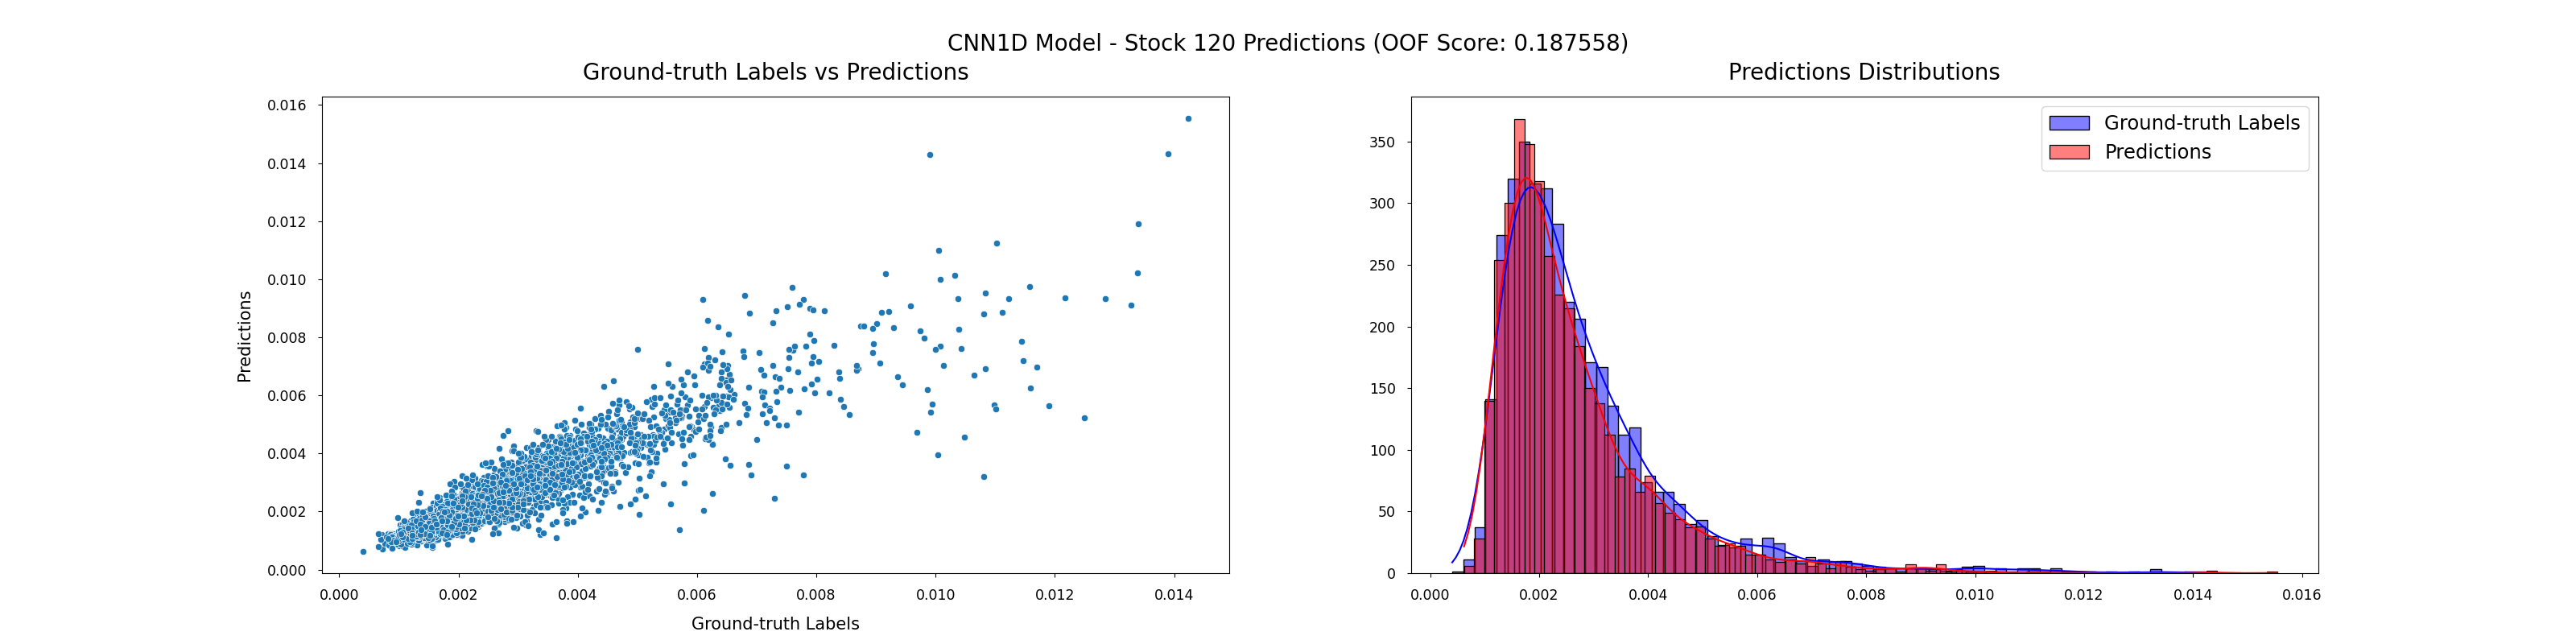 CNN1D Model - Stock 120 Predictions (OOF Score: 0.187558)
Ground-truth Labels vs Predictions
0.016
0.014
0.012
0.010
0.008
0.006
0.004
0.002
0.000
Predictions
0.000 0.002 0.004 0.006 0.008 0.010 0.012 0.014
Ground-truth Labels
Predictions Distributions
Ground-truth Labels
Predictions
350
300
250
200
150
100
50
0
0.000 0.002 0.004 0.006 0.008 0.010 0.012 0.014 0.016